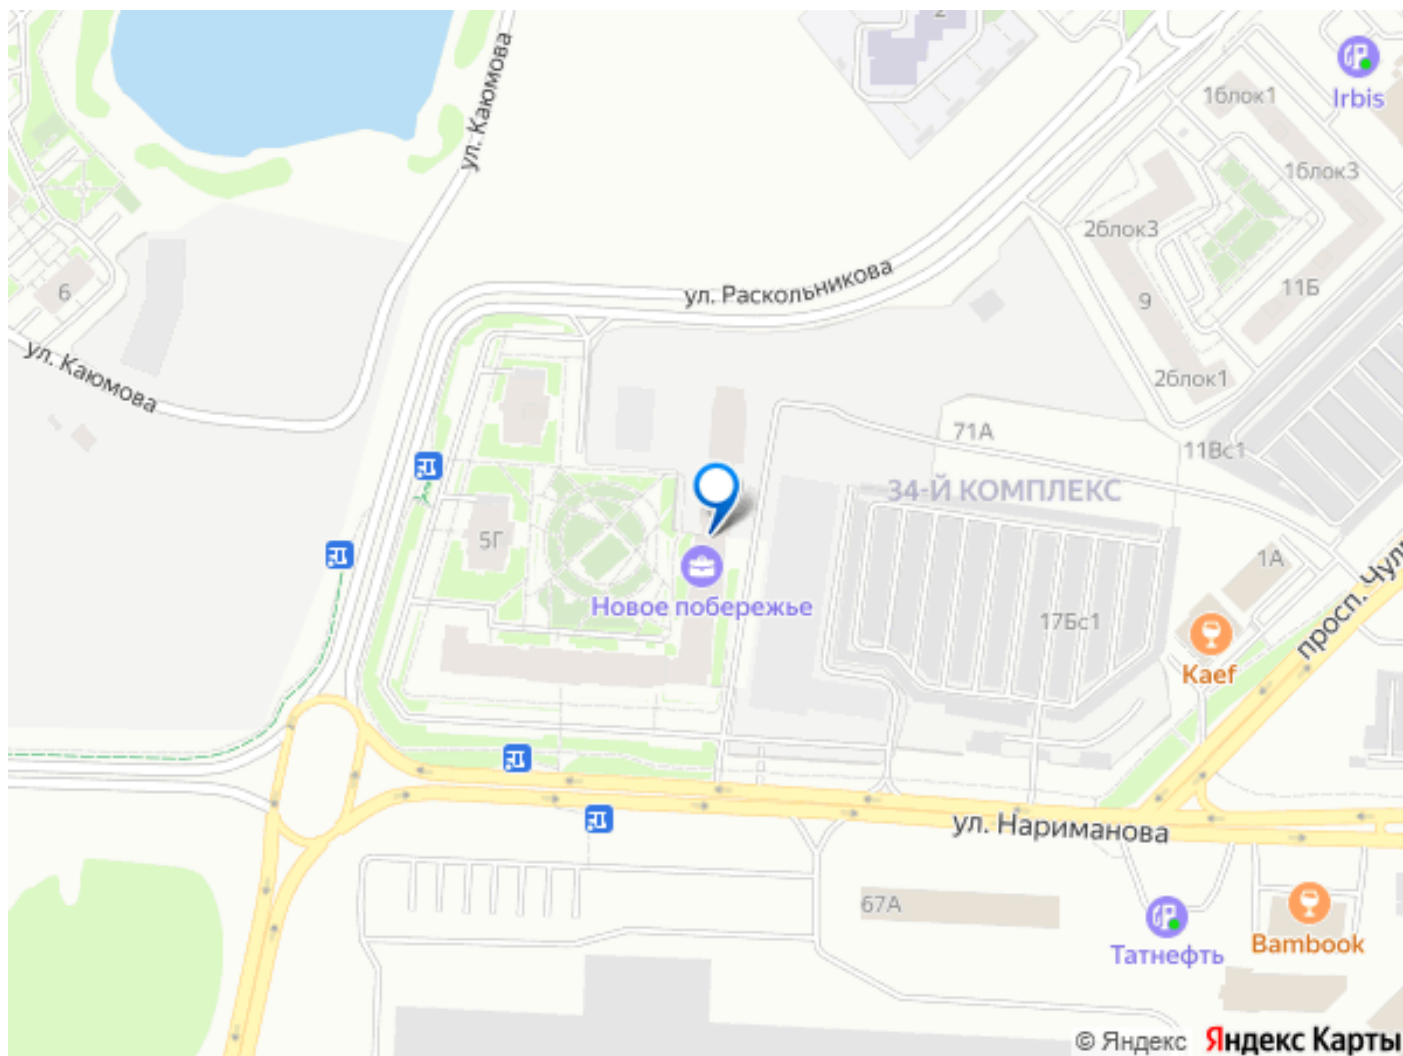 2
ул. Каюмова
Irbis
1блок1
1блок3
2блок3
ул. Раскольникова
6
11Б
9
ул. Каюмова
2блок1
71А
11Вс1
34-Й КОМПЛЕКС
5Г
1А
Новое побережье
17Бс1
просп. Чул
Kaef
ул. Нариманова
67А
Татнефть
Bambook
© Яндекс Яндекс Карты